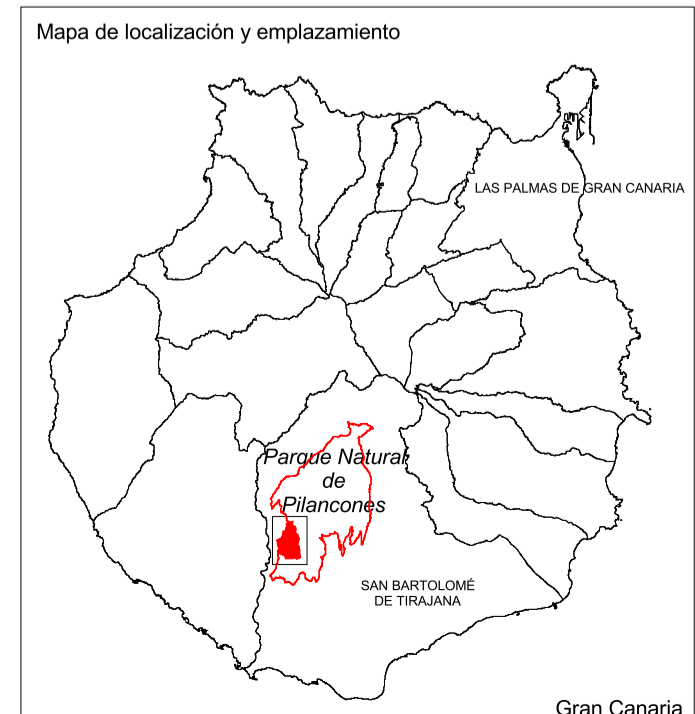 Mapa de localización y emplazamiento
LAS PALMAS DE GRAN CANARIA
Parque Natural
de
Pilancones
SAN BARTOLOMÉ
DE TIRAJANA
Gran Canaria